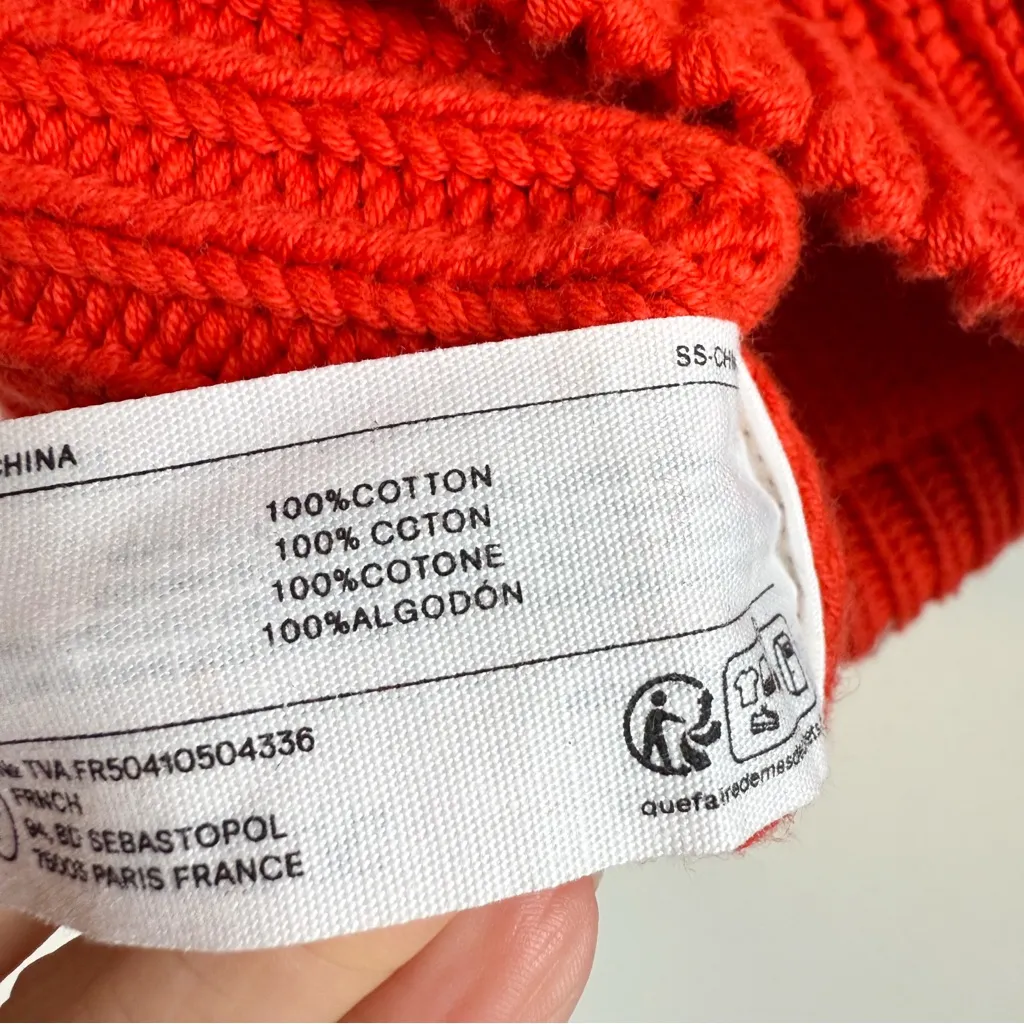 SS-CH
CHINA
100%COTTON
100% COTON
100%COTONE
100%ALGODÓN
TVA.FR50410504336
FRNCH
94, BD SEBASTOPOL
75003 PARIS FRANCE
quefairedemesdechets